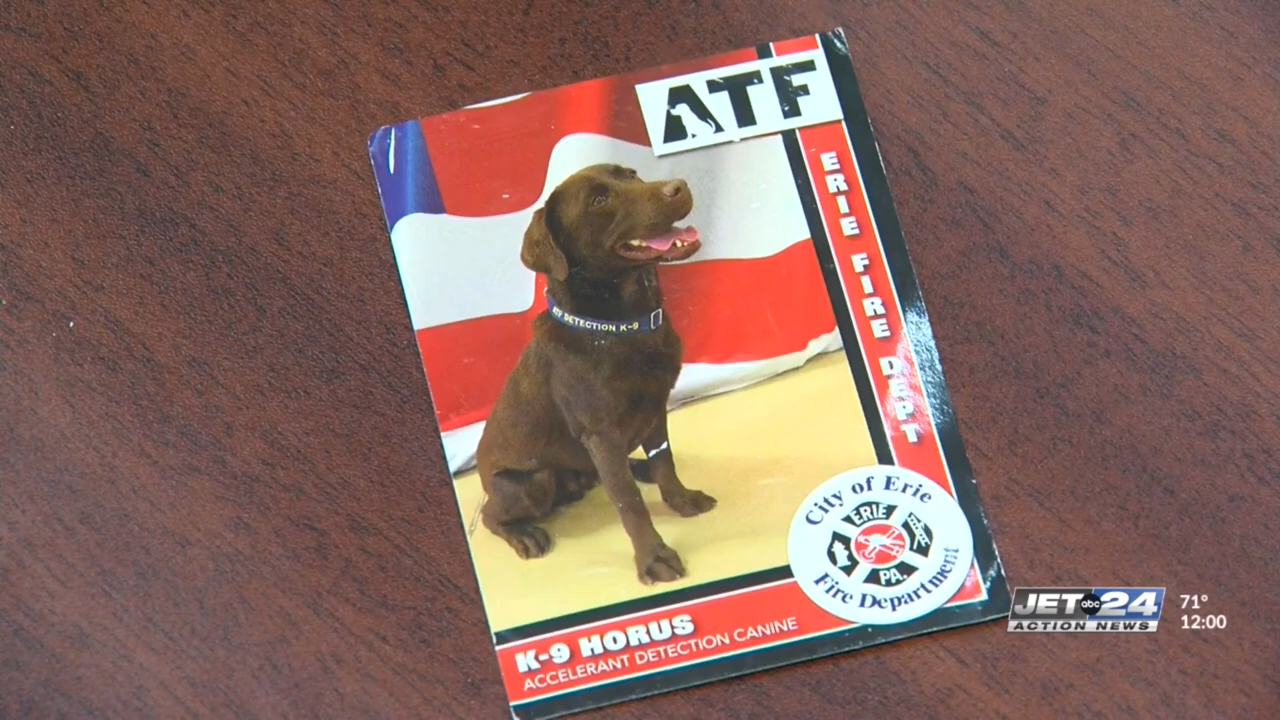 ATF
ERIE FIRE DEPT
ATF DETECTION K-9
City of Erie
ERIE
PA.
Fire Department
K-9 HORUS
ACCELERANT DETECTION CANINE
JET abc 24
ACTION NEWS
71°
12:00